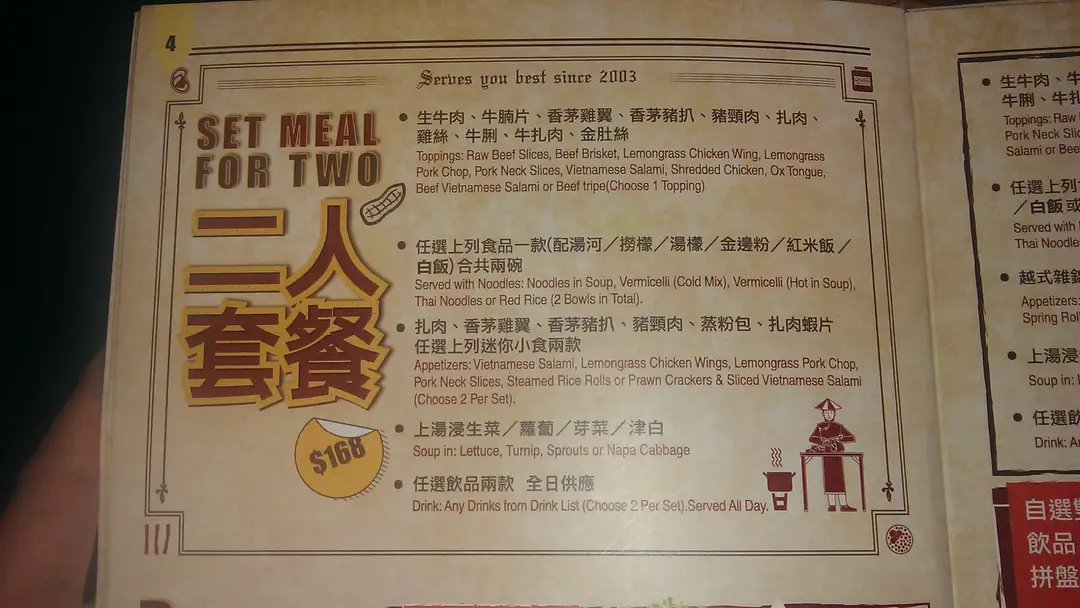 4
Serves you best since 2003
SET MEAL
FOR TWO
二人
套餐
$168
生牛肉、牛腩片、香茅雞翼、香茅豬扒、豬頸肉、扎肉、
雞絲、牛脷、牛扎肉、金肚絲
Toppings: Raw Beef Slices, Beef Brisket, Lemongrass Chicken Wing, Lemongrass
Pork Chop, Pork Neck Slices, Vietnamese Salami, Shredded Chicken, Ox Tongue,
Beef Vietnamese Salami or Beef tripe(Choose 1 Topping)
任選上列食品一款(配湯河／撈檬／湯檬／金邊粉／紅米飯／
白飯)合共兩碗
Served with Noodles: Noodles in Soup, Vermicelli (Cold Mix), Vermicelli (Hot in Soup),
Thai Noodles or Red Rice (2 Bowls in Total).
扎肉、香茅雞翼、香茅豬扒、豬頸肉、蒸粉包、扎肉蝦片
任選上列迷你小食兩款
Appetizers: Vietnamese Salami, Lemongrass Chicken Wings, Lemongrass Pork Chop,
Pork Neck Slices, Steamed Rice Rolls or Prawn Crackers & Sliced Vietnamese Salami
(Choose 2 Per Set).
上湯浸生菜／蘿蔔／芽菜／津白
Soup in: Lettuce, Turnip, Sprouts or Napa Cabbage
任選飲品兩款 全日供應
Drink: Any Drinks from Drink List (Choose 2 Per Set).Served All Day.
生牛肉、牛
牛脷、牛扎
Toppings: Raw
Pork Neck Slic
Salami or Bee
任選上列
／白飯或
Served with
Thai Noodle
越式雜錦
Appetizers:
Spring Rol
上湯浸
Soup in:
任選飲
Drink: A
自選雙
飲品
拼盤